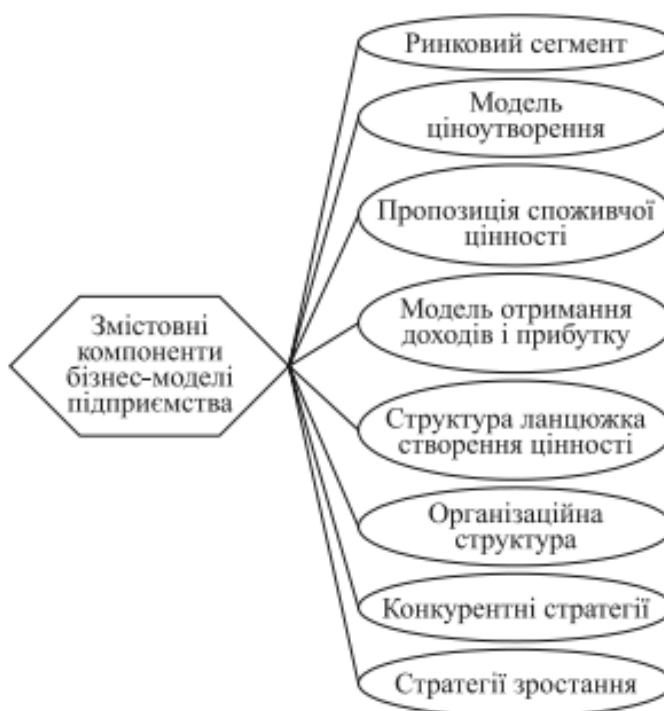 Ринковий сегмент
Модель
ціноутворення
Пропозиція споживчої
цінності
Модель отримання
доходів і прибутку
Змістовні
компоненти
бізнес-моделі
підприємства
Структура ланцюжка
створення цінності
Організаційна
структура
Конкурентні стратегії
Стратегії зростання